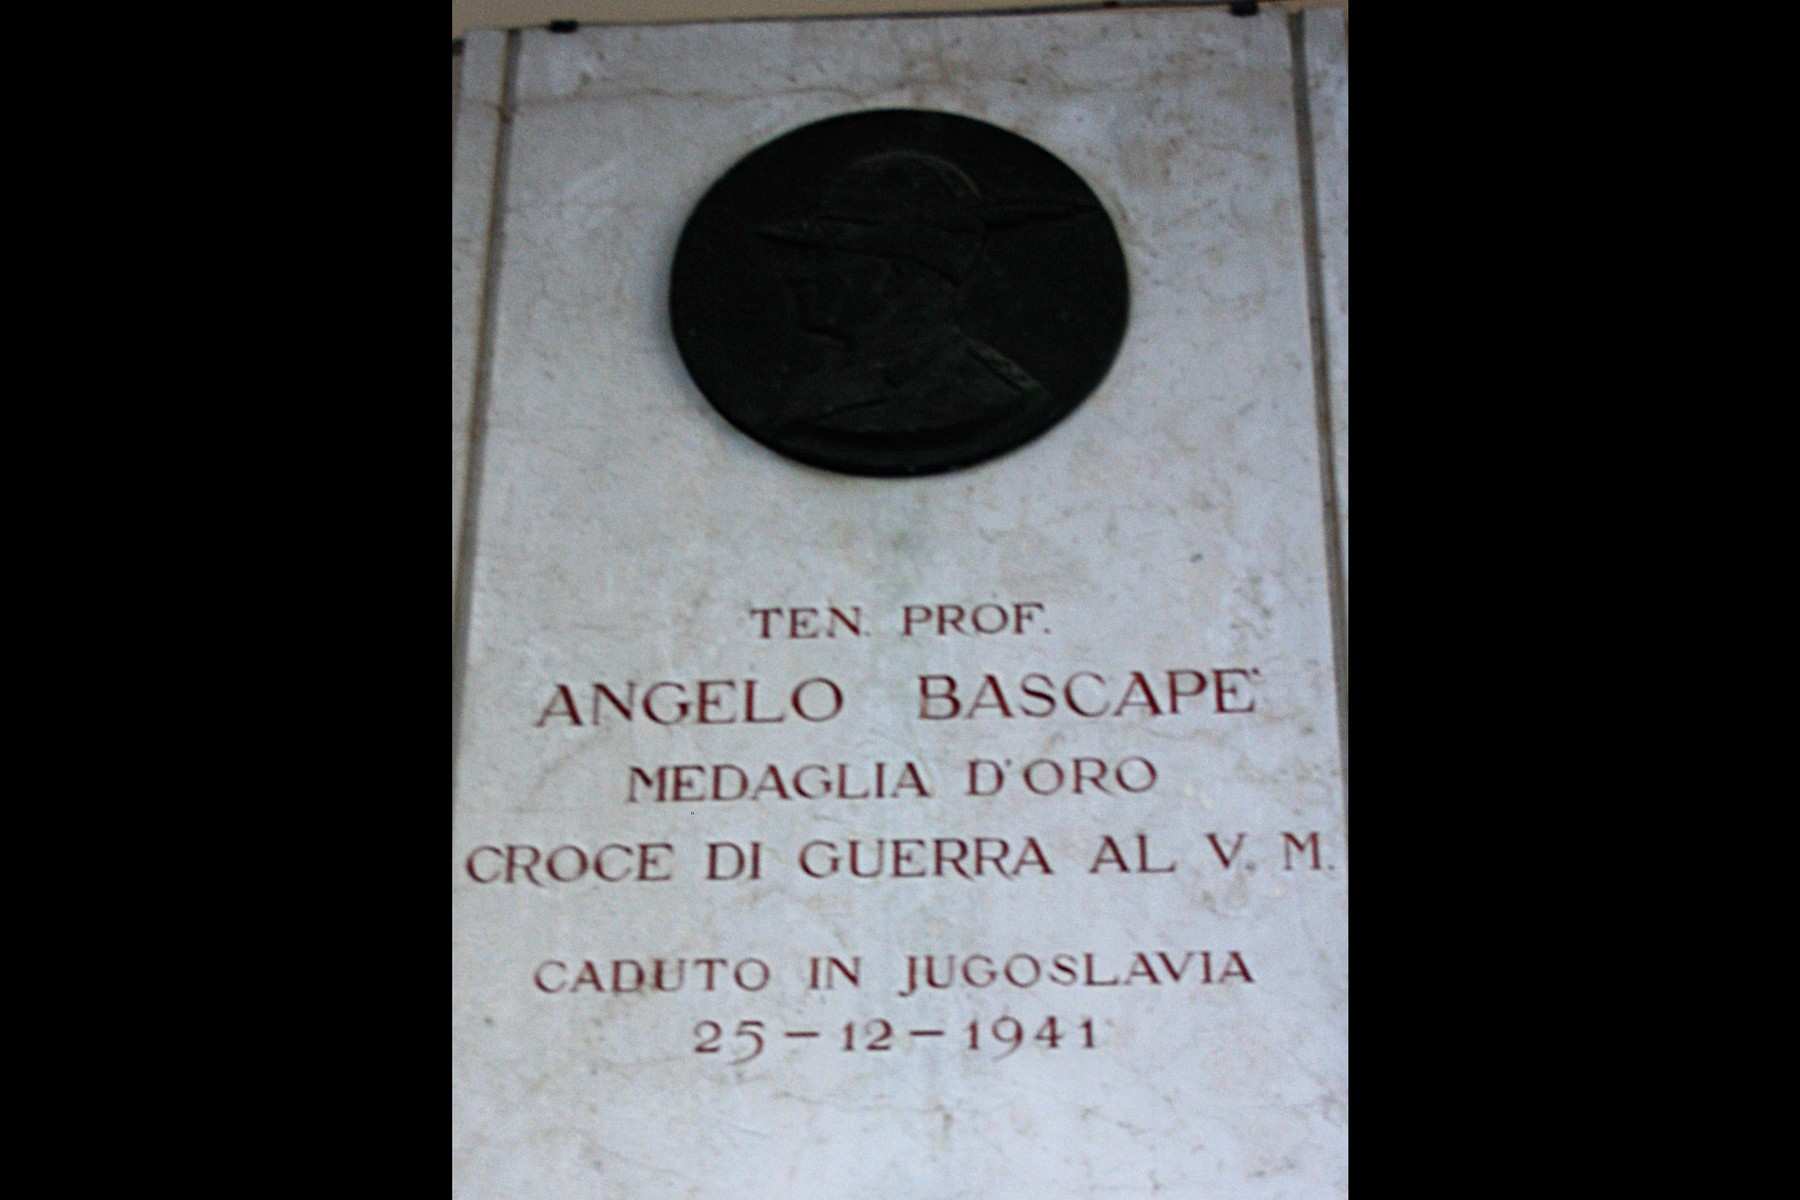 TEN. PROF.
ANGELO BASCAPE'
MEDAGLIA D'ORO
CROCE DI GUERRA AL V. M.
CADUTO IN JUGOSLAVIA
25-12-1941